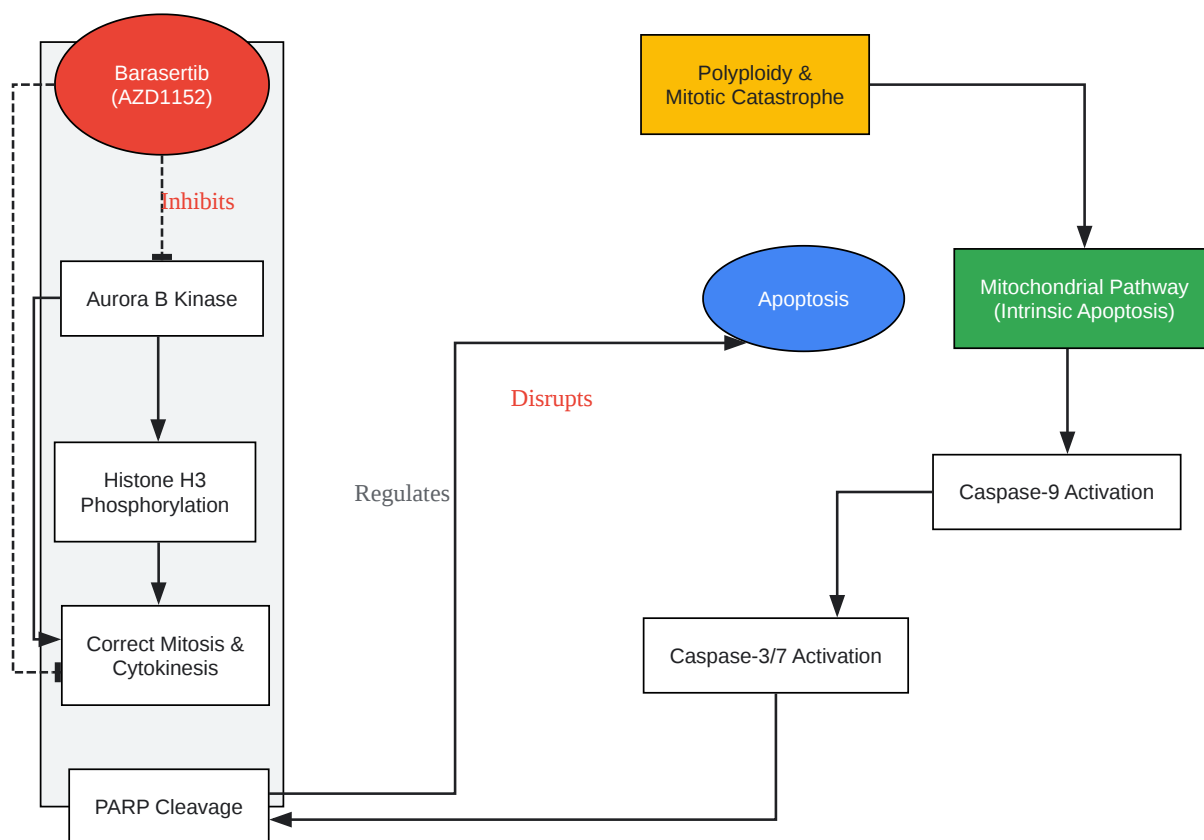 Barasertib
(AZD1152)
Polyploidy &
Mitotic Catastrophe
Inhibits
Aurora B Kinase
Apoptosis
Mitochondrial Pathway
(Intrinsic Apoptosis)
Disrupts
Histone H3
Phosphorylation
Regulates
Caspase-9 Activation
Correct Mitosis &
Cytokinesis
Caspase-3/7 Activation
PARP Cleavage